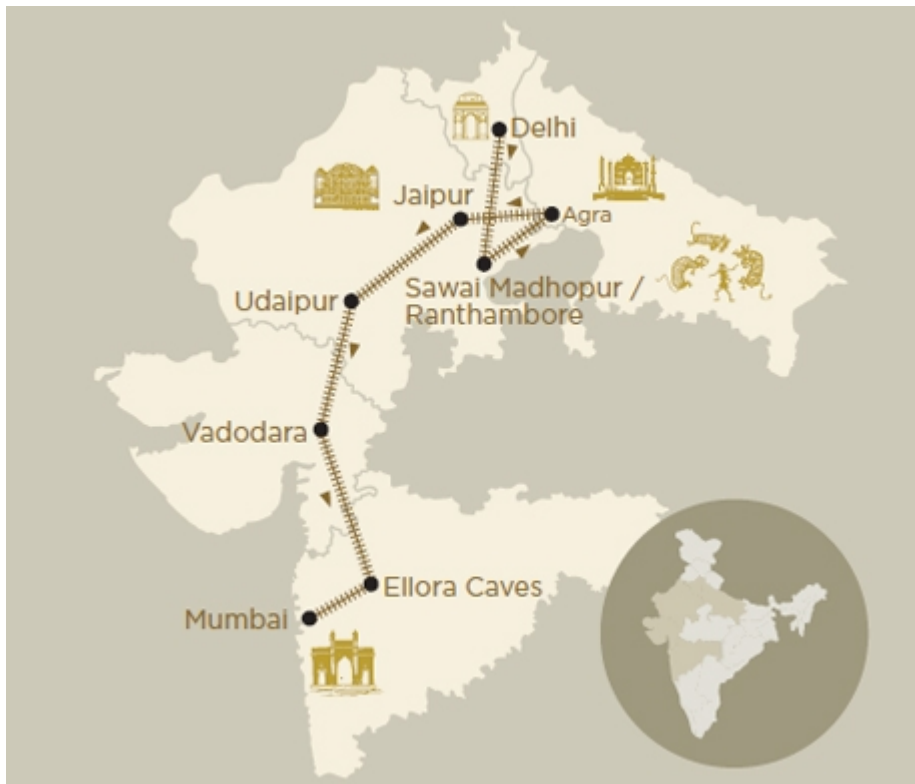 Delhi
Jaipur
Agra
Sawai Madhopur /
Ranthambore
Udaipur
Vadodara
Ellora Caves
Mumbai